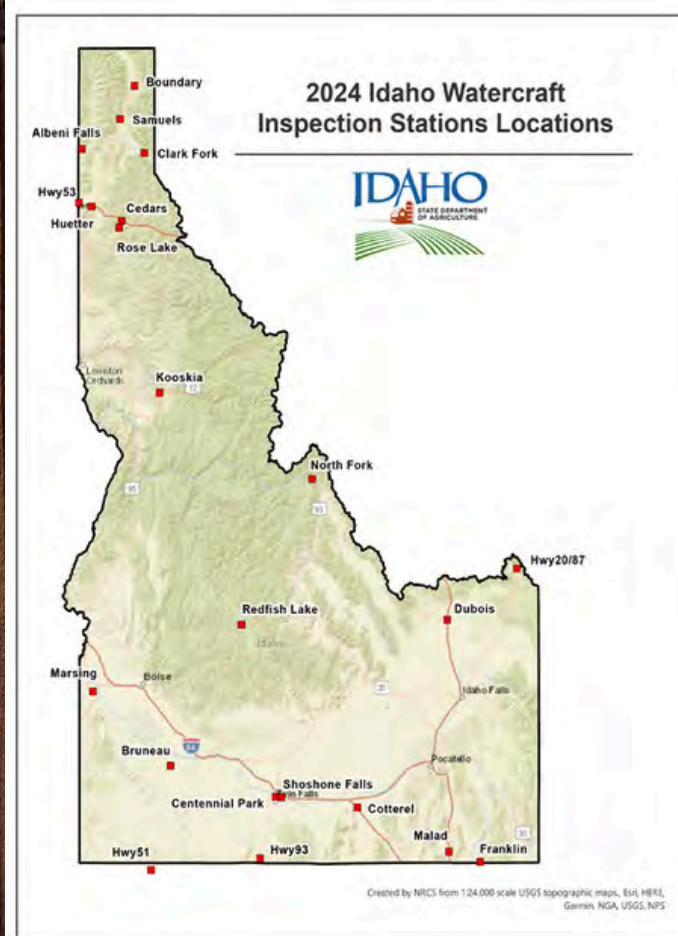 2024 Idaho Watercraft
Inspection Stations Locations
IDAHO
STATE DEPARTMENT
OF AGRICULTURE
Boundary
Samuels
Albeni Falls
Clark Fork
Hwy53
Cedars
Huetter
Rose Lake
Lewiston
Orchards
Kooskia
12
North Fork
95
93
Hwy20/87
Redfish Lake
Dubois
Idaho
Marsing
Boise
20
Idaho Falls
Bruneau
84
Pocatello
Shoshone Falls
Centennial Park
Twin Falls
Cotterel
Malad
30
Franklin
Hwy51
Hwy93
Created by NRCS from 1:24,000 scale USGS topographic maps, Esri, HERE,
Garmin, NGA, USGS, NPS